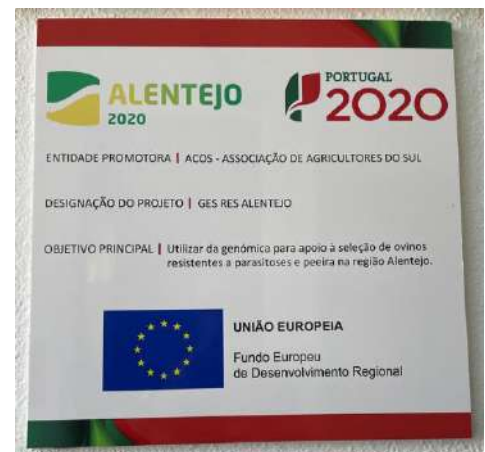 ALENTEJO
2020
PORTUGAL
2020
ENTIDADE PROMOTORA | ACOS - ASSOCIAÇÃO DE AGRICULTORES DO SUL
DESIGNAÇÃO DO PROJETO | GES RES ALENTEJO
OBJETIVO PRINCIPAL | Utilizar da genómica para apoio à seleção de ovinos
resistentes a parasitoses e peeira na região Alentejo.
UNIÃO EUROPEIA
Fundo Europeu
de Desenvolvimento Regional